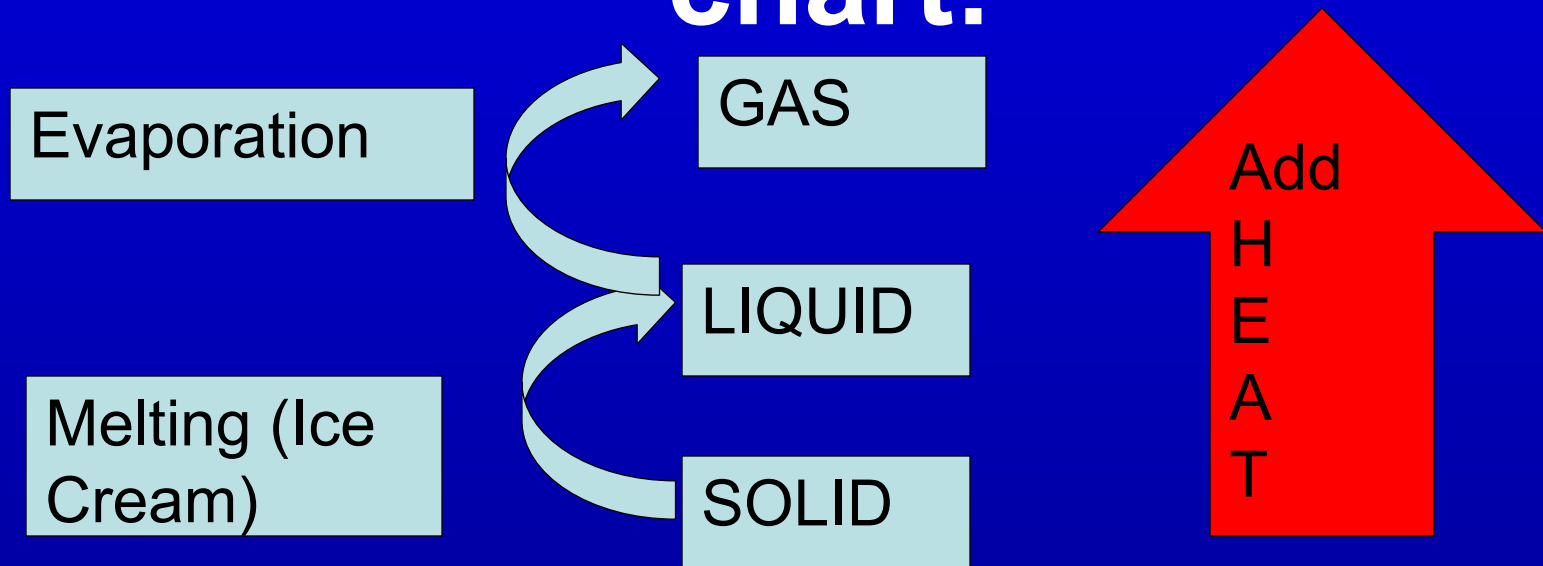 chart:
GAS
Evaporation
Add
H
E
A
T
LIQUID
Melting (Ice
Cream)
SOLID